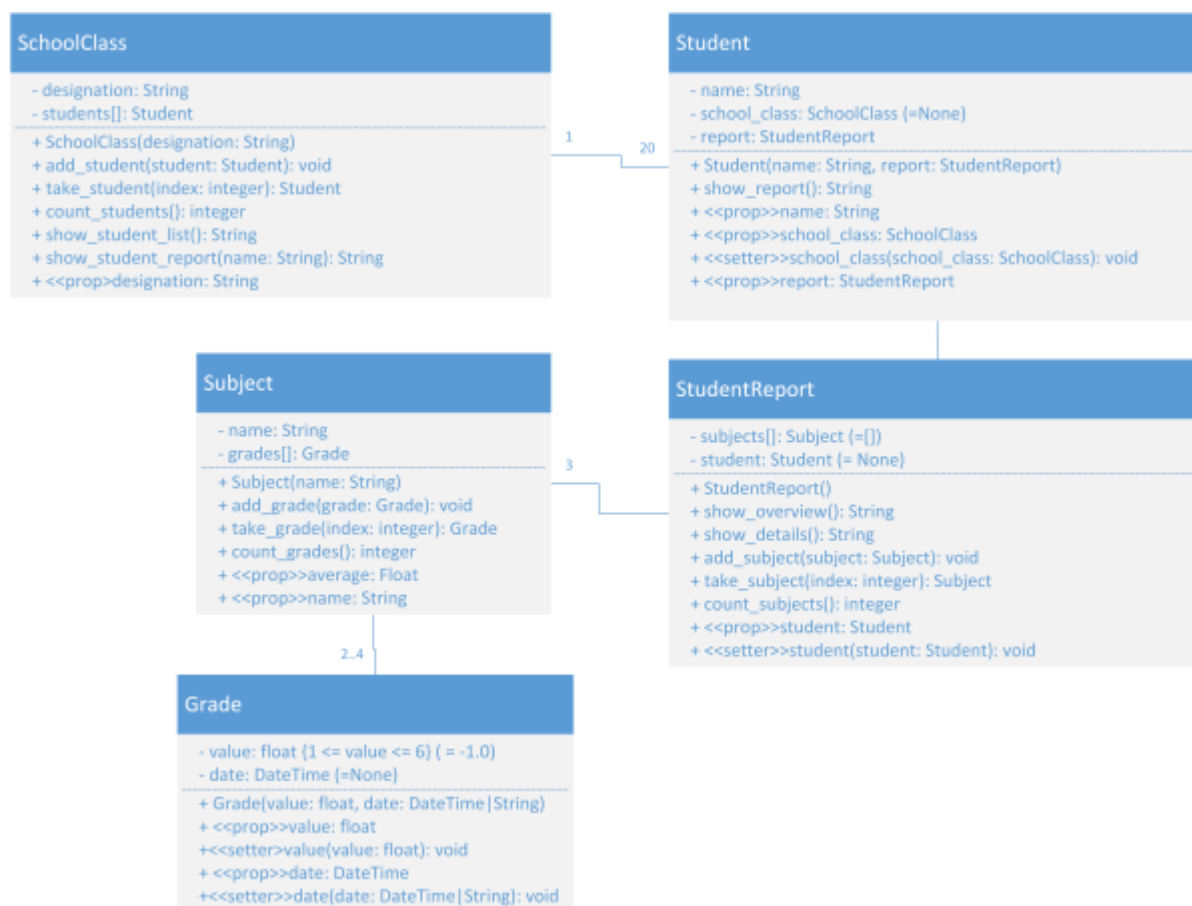 SchoolClass
- designation: String
- students[]: Student
+ SchoolClass(designation: String)
+ add_student(student: Student): void
+ take_student(index: integer): Student
+ count_students(): integer
+ show_student_list(): String
+ show_student_report(name: String): String
+ <<prop>designation: String
1
20
Student
- name: String
- school_class: SchoolClass (=None)
- report: StudentReport
+ Student(name: String, report: StudentReport)
+ show_report(): String
+ <<prop>>name: String
+ <<prop>>school_class: SchoolClass
+ <<setter>>school_class(school_class: SchoolClass): void
+ <<prop>>report: StudentReport
Subject
- name: String
- grades[]: Grade
+ Subject(name: String)
+ add_grade(grade: Grade): void
+ take_grade(index: integer): Grade
+ count_grades(): integer
+ <<prop>>average: Float
+ <<prop>>name: String
3
StudentReport
- subjects[]: Subject (=[])
- student: Student (= None)
+ StudentReport()
+ show_overview(): String
+ show_details(): String
+ add_subject(subject: Subject): void
+ take_subject(index: integer): Subject
+ count_subjects(): integer
+ <<prop>>student: Student
+ <<setter>>student(student: Student): void
2..4
Grade
- value: float {1 <= value <= 6} ( = -1.0)
- date: DateTime (=None)
+ Grade(value: float, date: DateTime|String)
+ <<prop>>value: float
+<<setter>value(value: float): void
+ <<prop>>date: DateTime
+<<setter>>date(date: DateTime|String): void